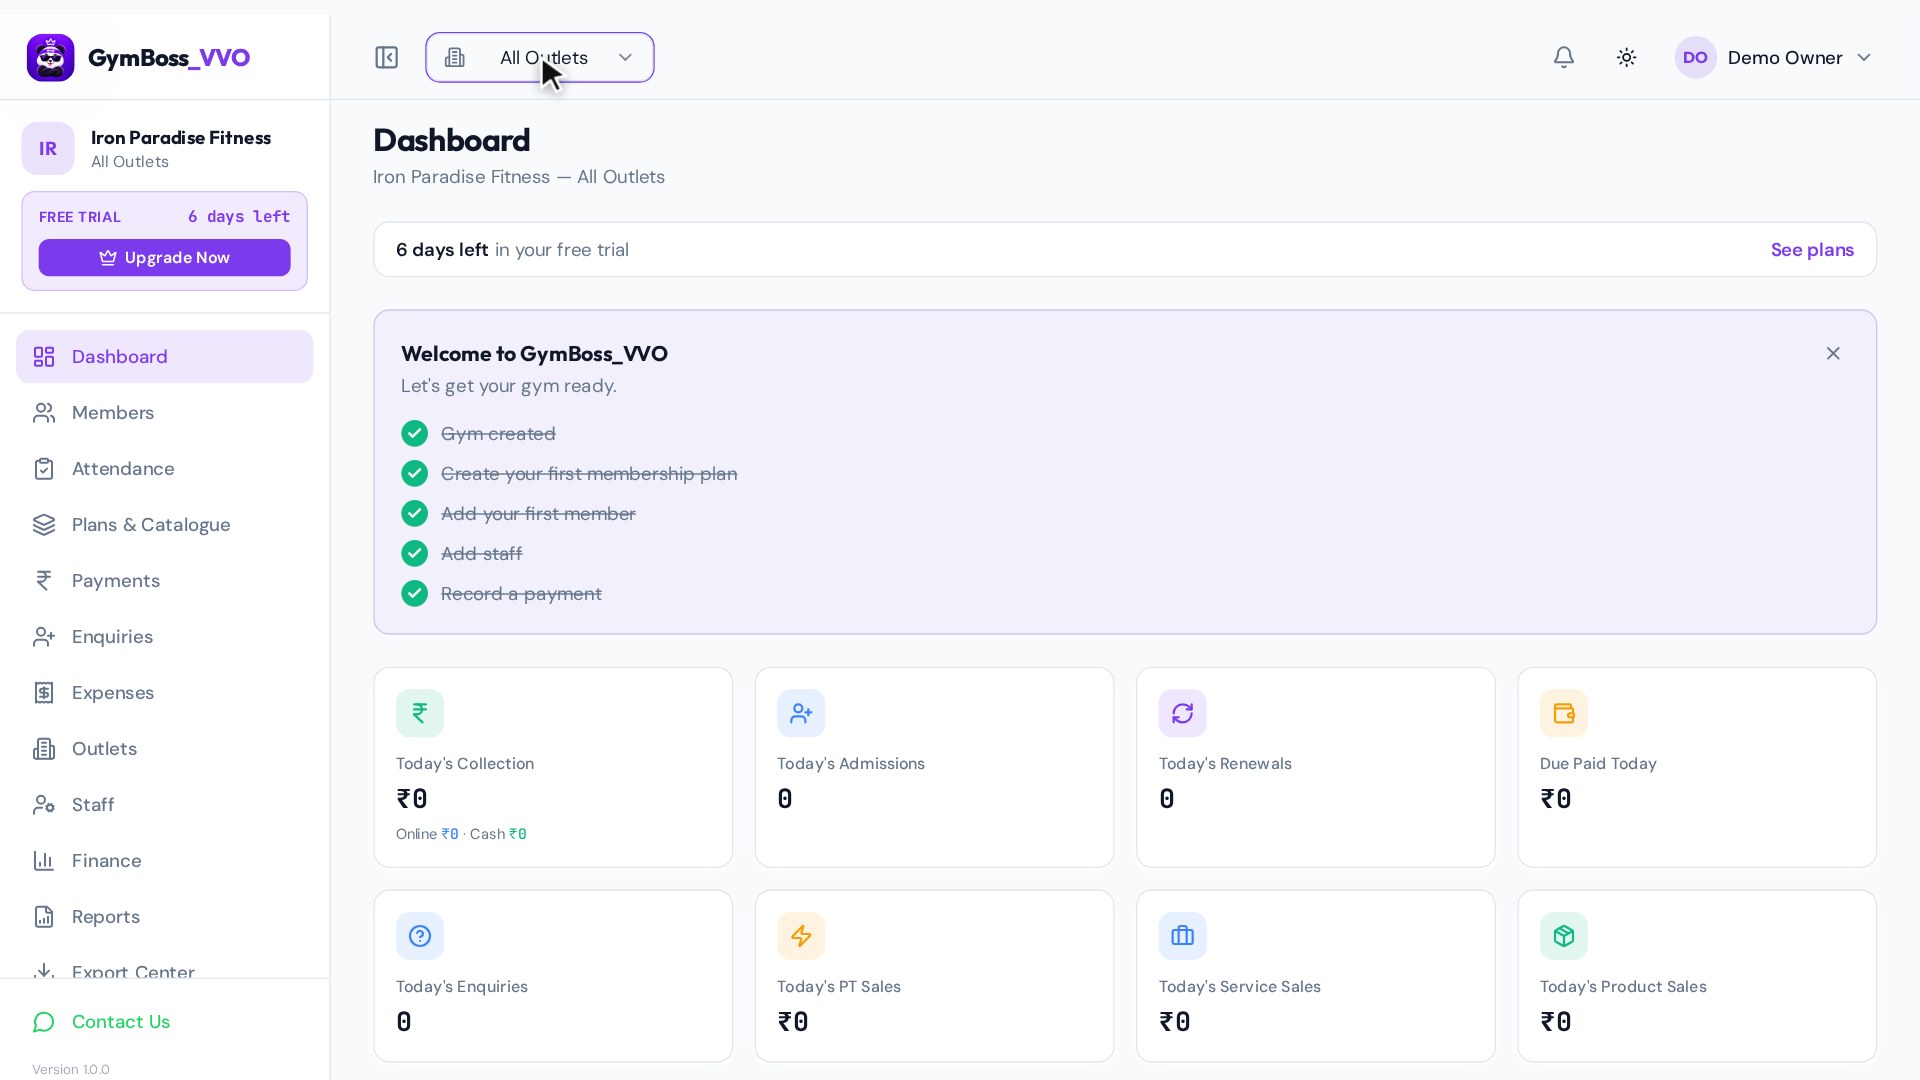 GymBoss_VVO
Iron Paradise Fitness
IR
All Outlets
FREE TRIAL 6 days left
Upgrade Now
Dashboard
Members
Attendance
Plans & Catalogue
Payments
Enquiries
Expenses
Outlets
Staff
Finance
Reports
Export Center
Contact Us
Version 1.0.0
All Outlets
DO Demo Owner
Dashboard
Iron Paradise Fitness — All Outlets
6 days left in your free trial See plans
Welcome to GymBoss_VVO
Let's get your gym ready.
Gym created
Create your first membership plan
Add your first member
Add staff
Record a payment
Today's Collection
₹0
Online ₹0 · Cash ₹0
Today's Admissions
0
Today's Renewals
0
Due Paid Today
₹0
Today's Enquiries
0
Today's PT Sales
₹0
Today's Service Sales
₹0
Today's Product Sales
₹0